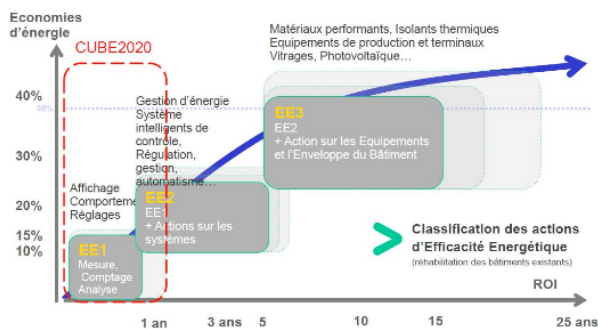 Economies
d'énergie
CUBE2020
Matériaux performants, Isolants thermiques
Equipements de production et terminaux
Vitrages, Photovoltaïque…
40%
38%
30%
20%
15%
10%
Gestion d'énergie
Système
intelligents de
contrôle,
Régulation,
gestion,
automatisme…
Affichage
Comporteme
Réglages
EE3
EE2
+ Action sur les Equipements
et l'Enveloppe du Bâtiment
EE2
EE1
+ Actions sur les
systèmes
EE1
Mesure,
Comptage
Analyse
Classification des actions
d'Efficacité Energétique
(réhabilitation des bâtiments existants)
ROI
1 an
3 ans
5
10
15
25 ans